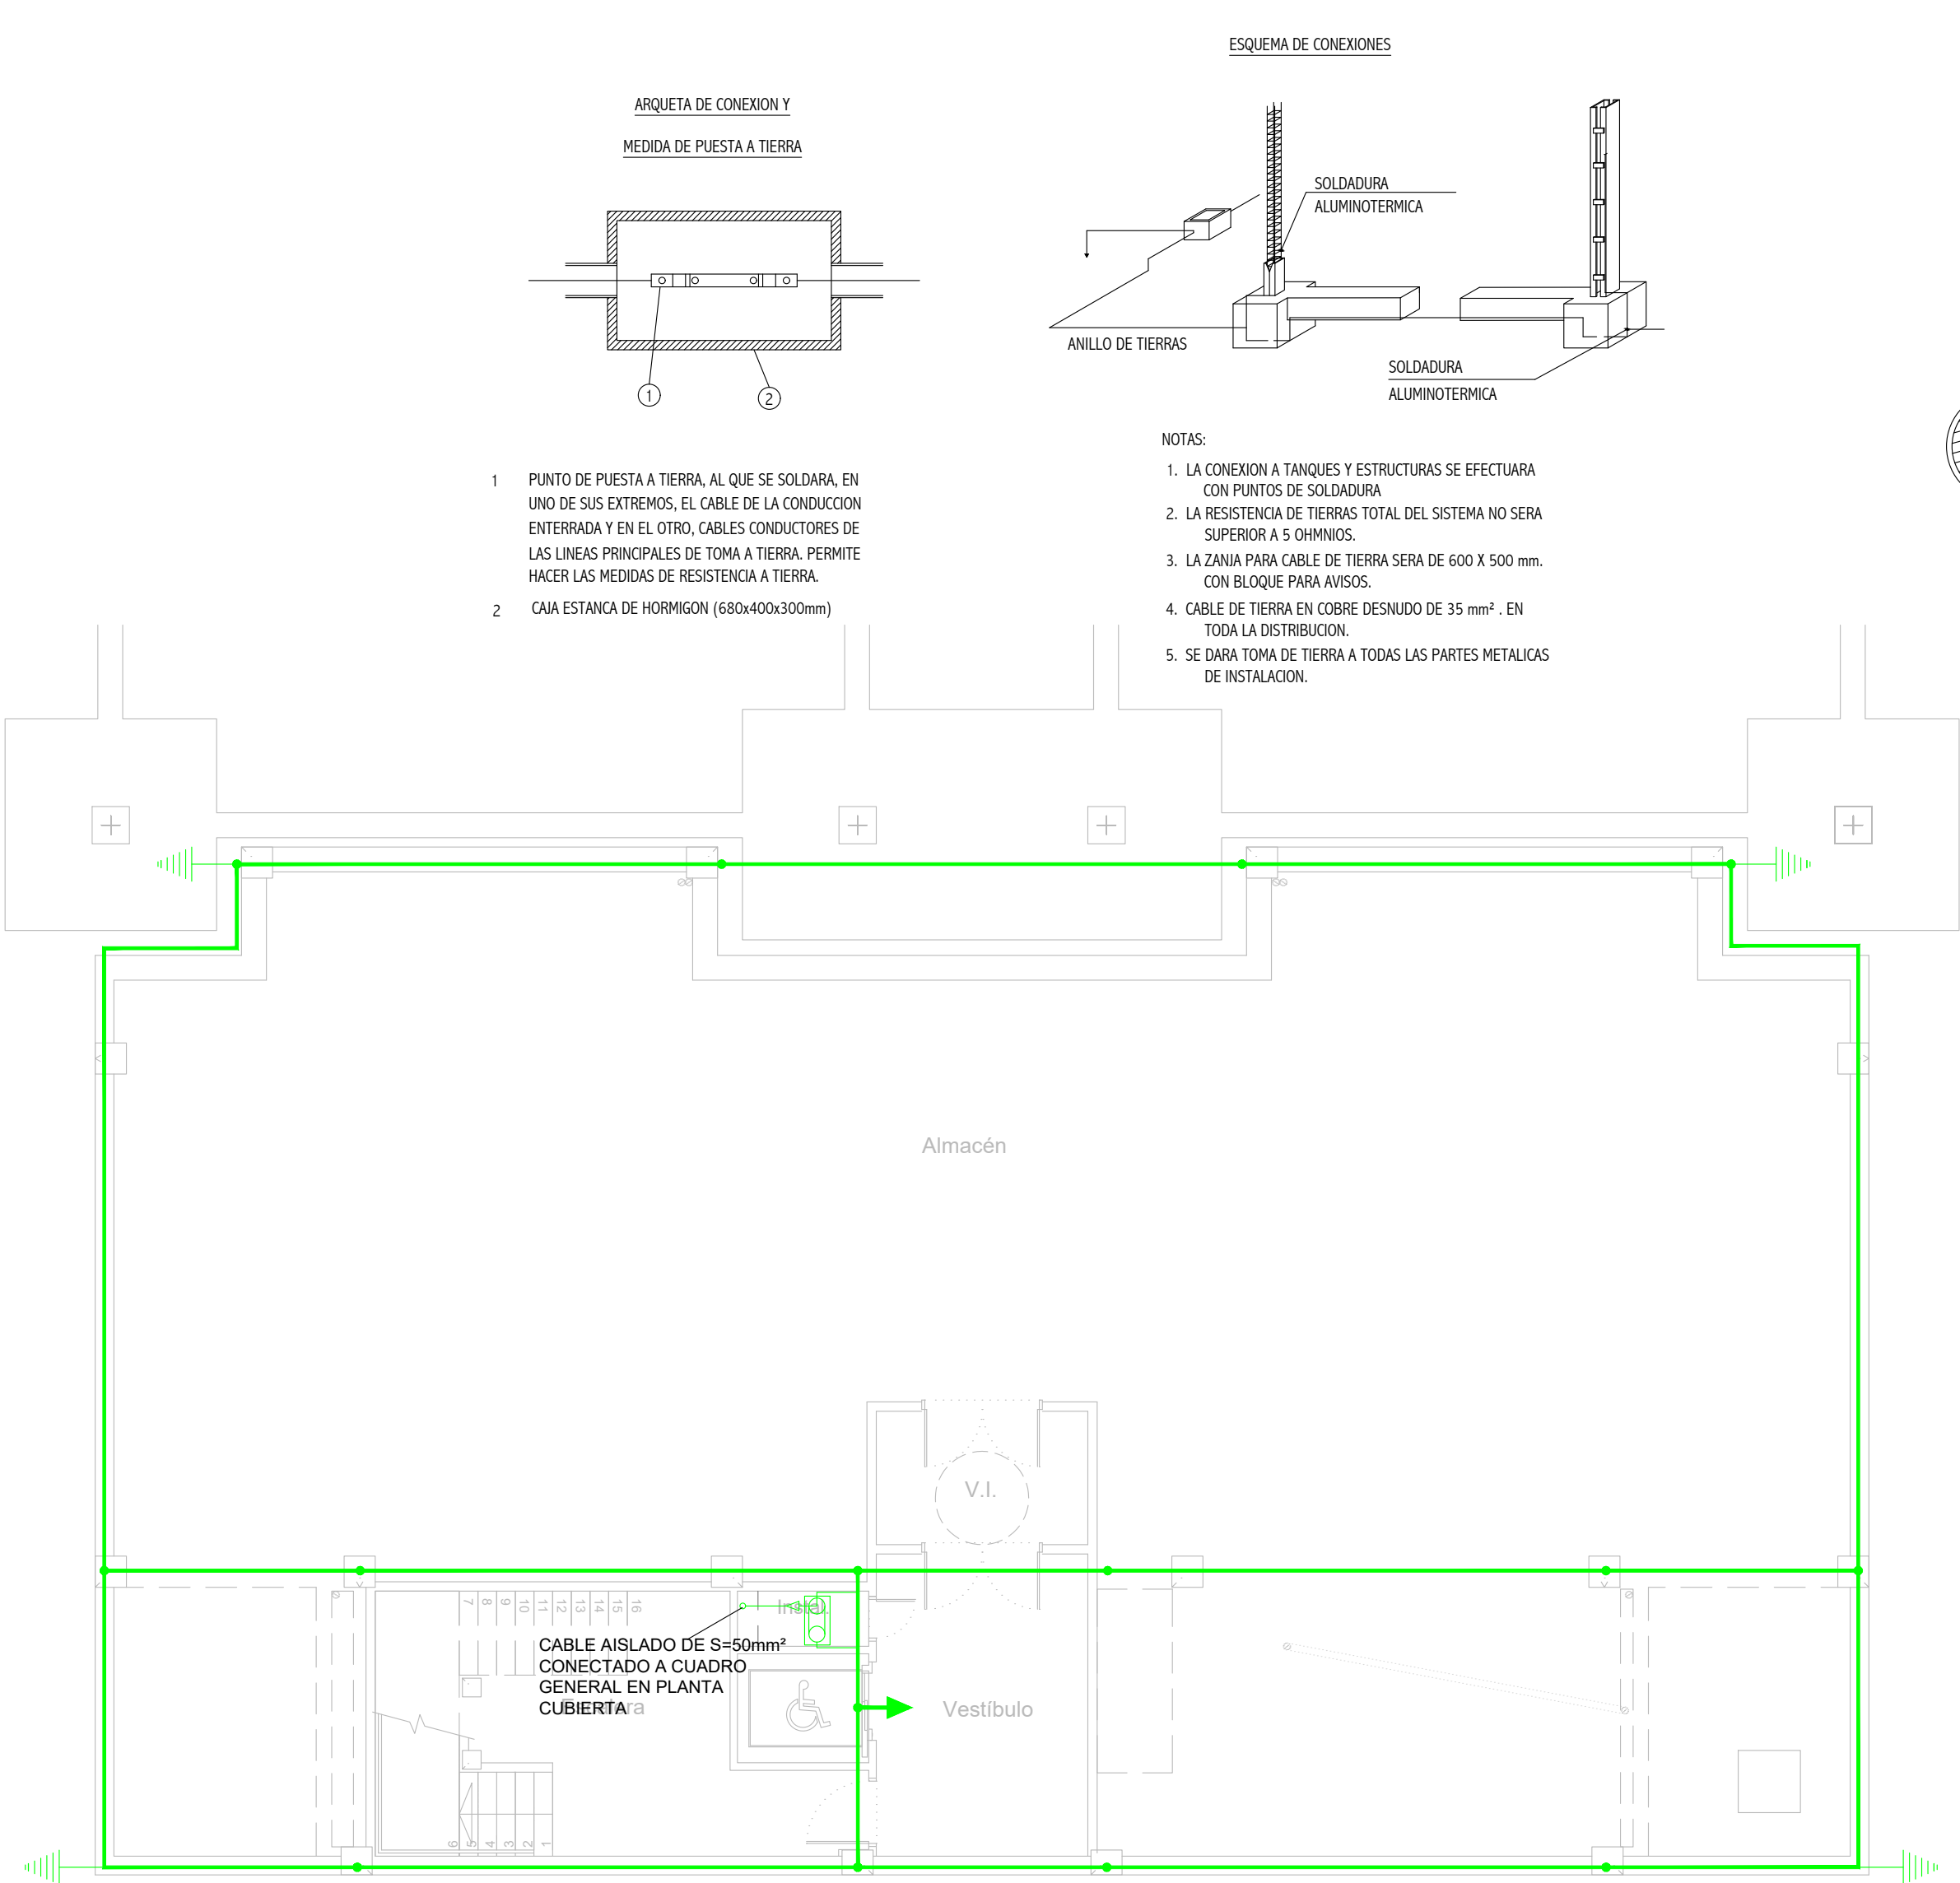 ESQUEMA DE CONEXIONES
ARQUETA DE CONEXION Y
MEDIDA DE PUESTA A TIERRA
SOLDADURA
ALUMINOTERMICA
ANILLO DE TIERRAS
SOLDADURA
ALUMINOTERMICA
1
2
NOTAS:
1. LA CONEXION A TANQUES Y ESTRUCTURAS SE EFECTUARA
CON PUNTOS DE SOLDADURA
2. LA RESISTENCIA DE TIERRAS TOTAL DEL SISTEMA NO SERA
SUPERIOR A 5 OHMNIOS.
3. LA ZANJA PARA CABLE DE TIERRA SERA DE 600 X 500 mm.
CON BLOQUE PARA AVISOS.
4. CABLE DE TIERRA EN COBRE DESNUDO DE 35 mm² . EN
TODA LA DISTRIBUCION.
5. SE DARA TOMA DE TIERRA A TODAS LAS PARTES METALICAS
DE INSTALACION.
1 PUNTO DE PUESTA A TIERRA, AL QUE SE SOLDARA, EN
UNO DE SUS EXTREMOS, EL CABLE DE LA CONDUCCION
ENTERRADA Y EN EL OTRO, CABLES CONDUCTORES DE
LAS LINEAS PRINCIPALES DE TOMA A TIERRA. PERMITE
HACER LAS MEDIDAS DE RESISTENCIA A TIERRA.
2 CAJA ESTANCA DE HORMIGON (680x400x300mm)
Almacén
V.I.
7 8 9 10 11 12 13 14 15 16
CABLE AISLADO DE S=50mm²
CONECTADO A CUADRO
GENERAL EN PLANTA
CUBIERTA
Escalera
Vestíbulo
6 5 4 3 2 1